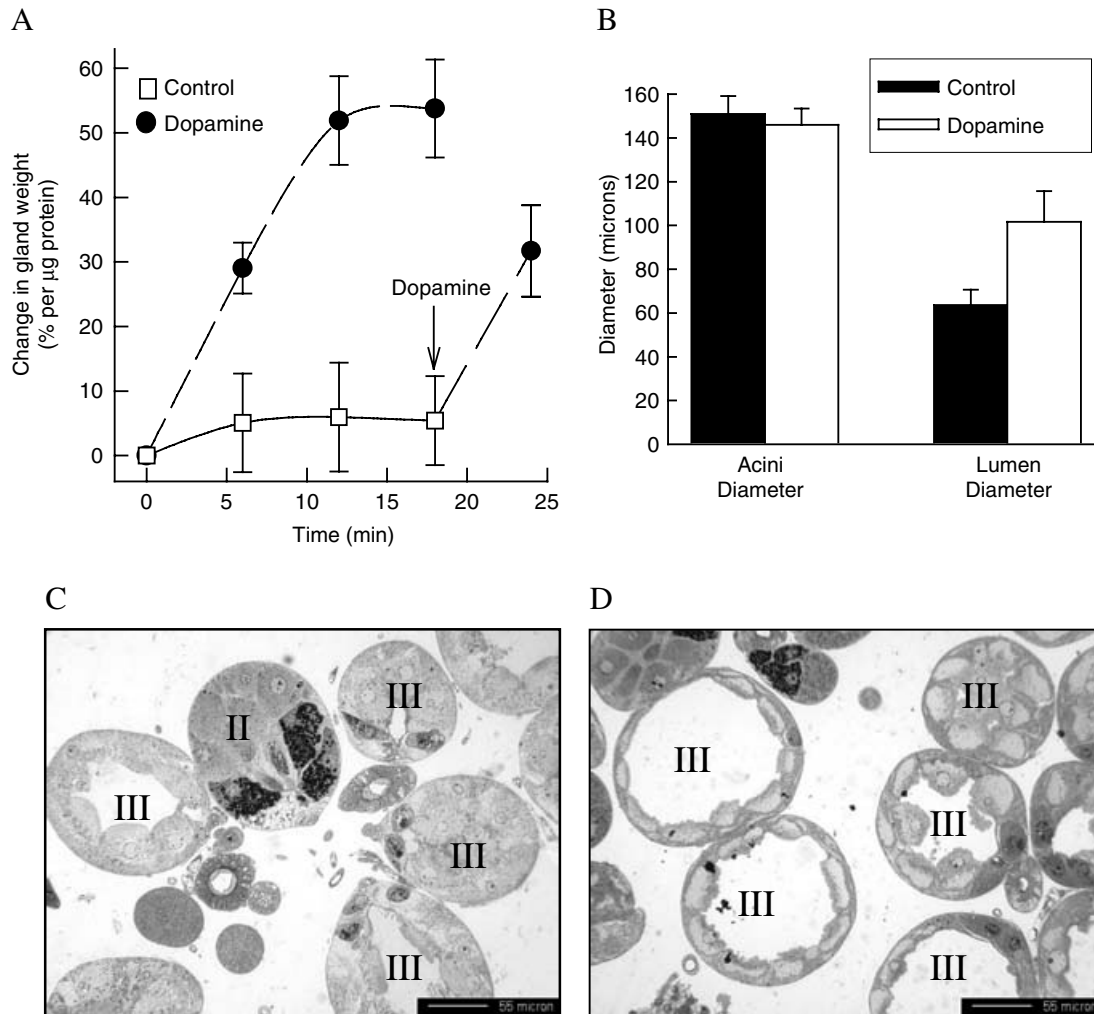 A
Control
Dopamine
Change in gland weight
(% per µg protein)
60
50
40
30
20
10
0
Dopamine
0 5 10 15 20 25
Time (min)
B
Control
Dopamine
Diameter (microns)
160
140
120
100
80
60
40
20
0
Acini
Diameter
Lumen
Diameter
C
II
III
III
III
III
55 micron
D
III
III
III
III
III
55 micron